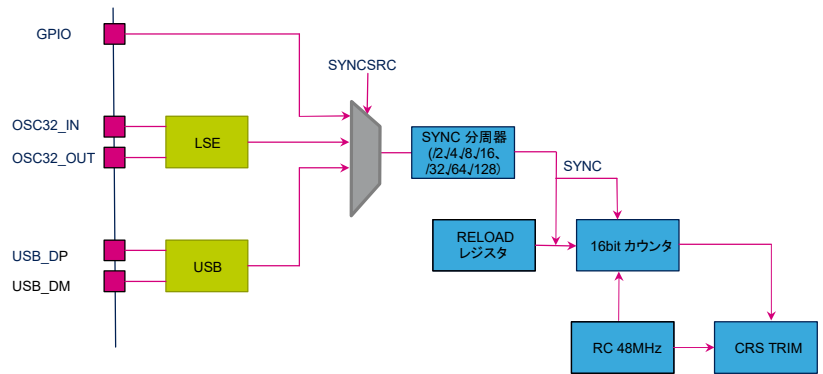 GPIO
SYNCSRC
OSC32_IN
OSC32_OUT
LSE
SYNC 分周器
(/2、/4、/8、/16、
/32、/64、/128)
SYNC
USB_DP
USB_DM
USB
RELOAD
レジスタ
16bit カウンタ
RC 48MHz
CRS TRIM